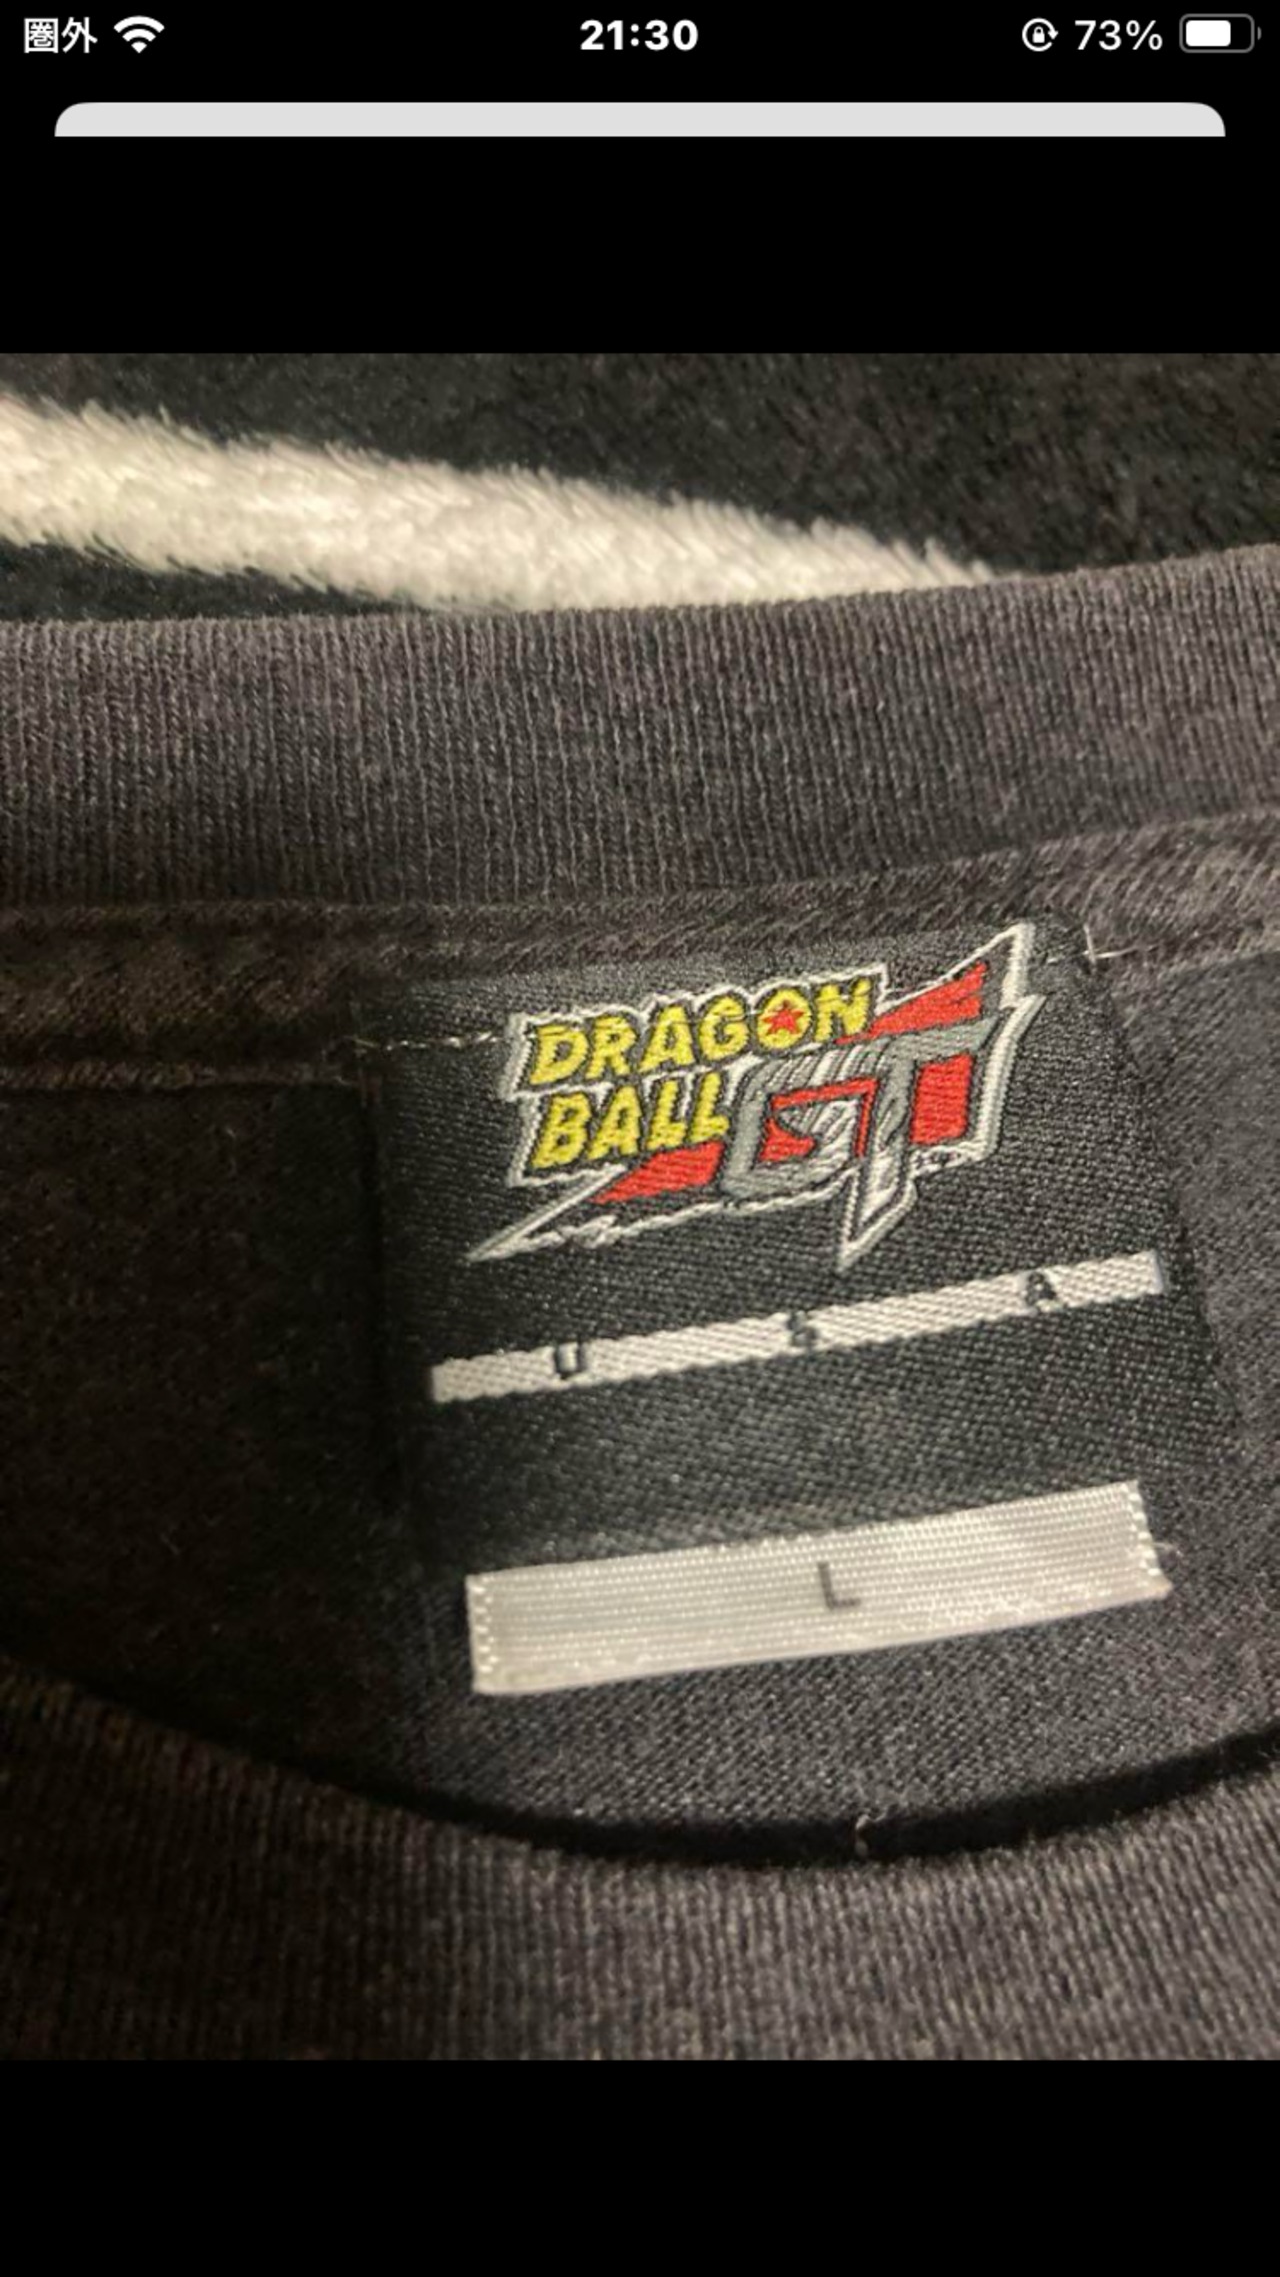 圏外 21:30 73%
DRAGON
BALL GT
U S A
L